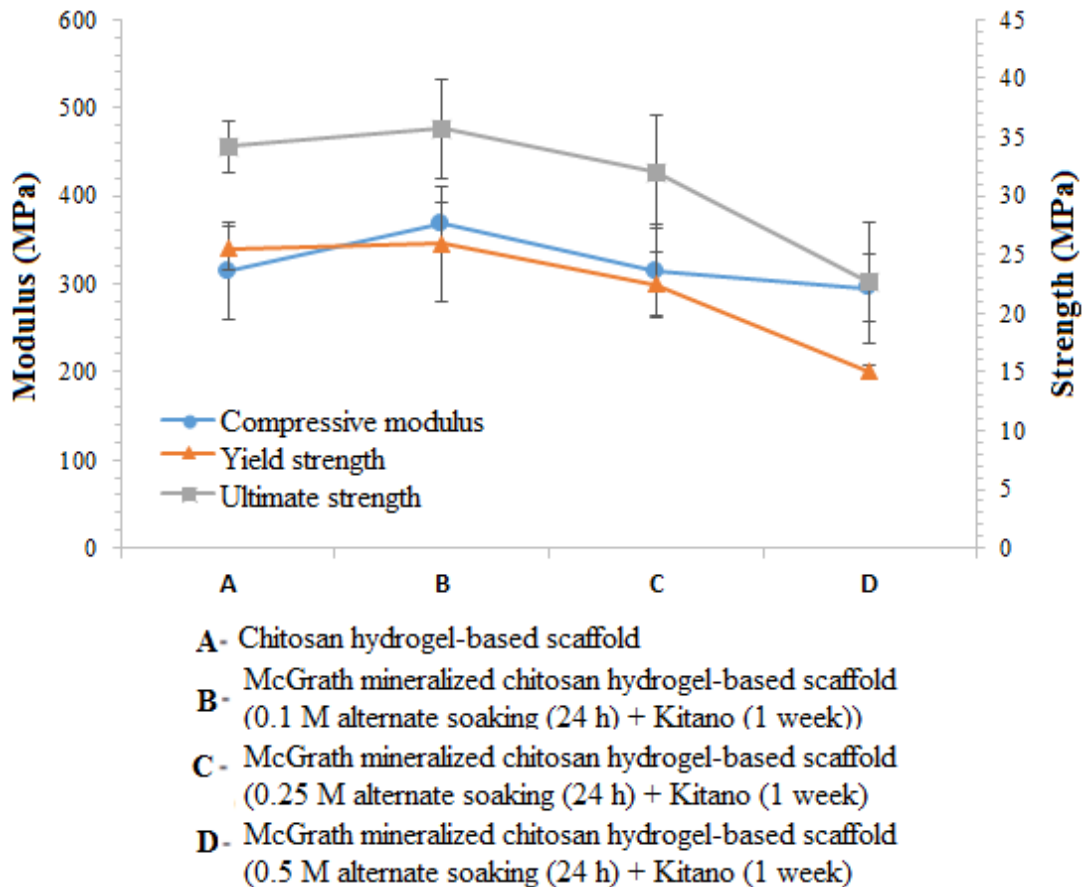 600
500
400
300
200
100
0
Modulus (MPa)
45
40
35
30
25
20
15
10
5
0
Strength (MPa)
Compressive modulus
Yield strength
Ultimate strength
A B C D
A- Chitosan hydrogel-based scaffold
B- McGrath mineralized chitosan hydrogel-based scaffold
(0.1 M alternate soaking (24 h) + Kitano (1 week))
C- McGrath mineralized chitosan hydrogel-based scaffold
(0.25 M alternate soaking (24 h) + Kitano (1 week)
D- McGrath mineralized chitosan hydrogel-based scaffold
(0.5 M alternate soaking (24 h) + Kitano (1 week)